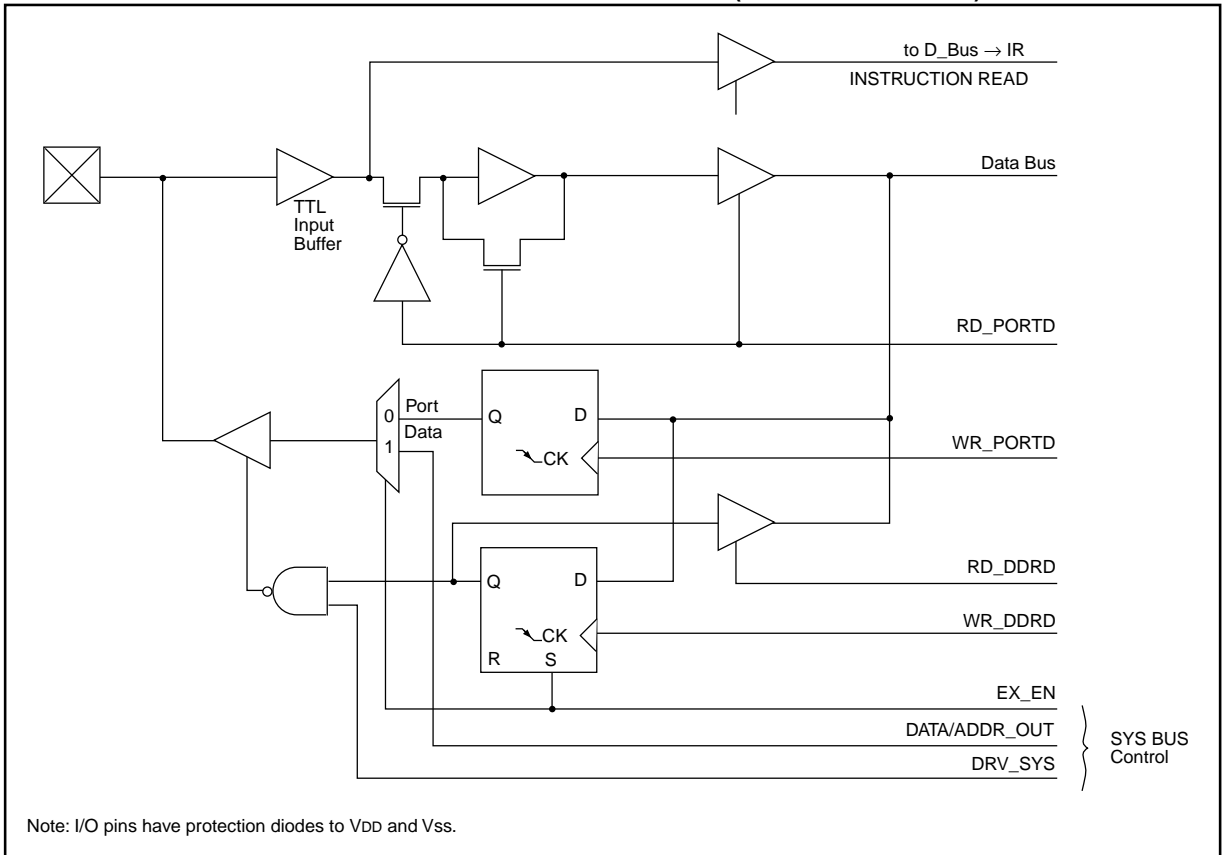 to D_Bus → IR
INSTRUCTION READ
Data Bus
TTL
Input
Buffer
RD_PORTD
0
Port
Data
1
Q
D
CK
WR_PORTD
RD_DDRD
Q
D
CK
R
S
WR_DDRD
EX_EN
DATA/ADDR_OUT
DRV_SYS
SYS BUS
Control
Note: I/O pins have protection diodes to VDD and Vss.